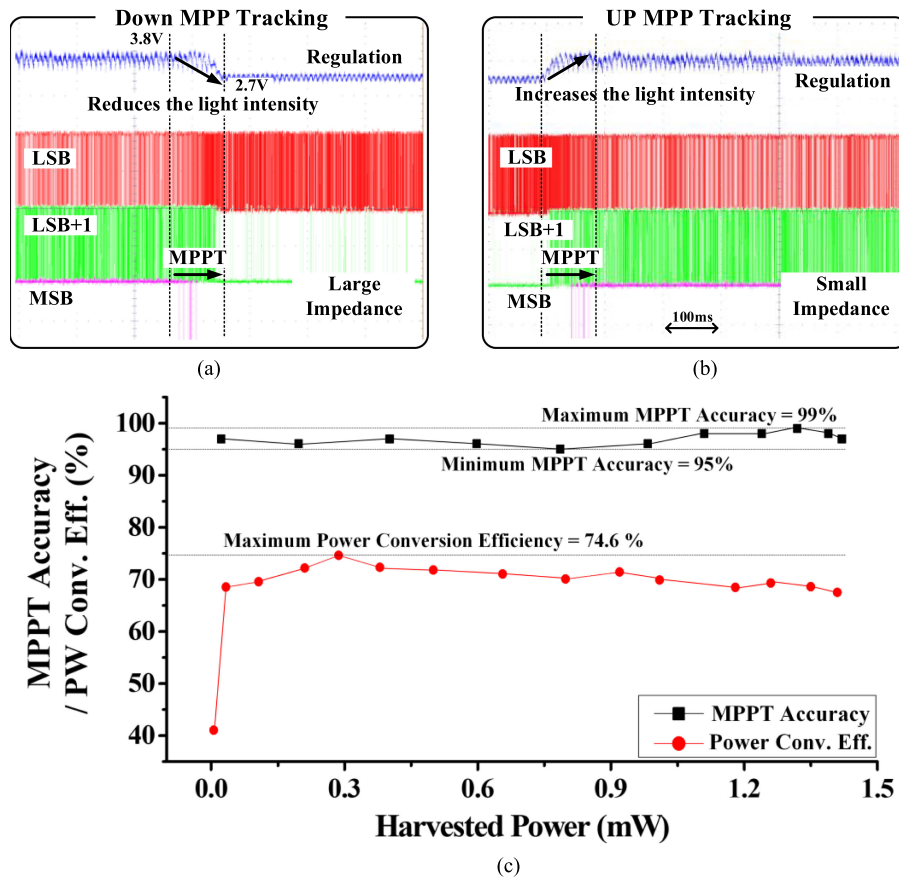 Down MPP Tracking
3.8V
Regulation
2.7V
Reduces the light intensity
LSB
LSB+1
MPPT
MSB
Large
Impedance
(a)
UP MPP Tracking
Regulation
Increases the light intensity
LSB
LSB+1
MPPT
MSB
Small
Impedance
100ms
(b)
MPPT Accuracy
/ PW Conv. Eff. (%)
100
90
80
70
60
50
40
Maximum MPPT Accuracy = 99%
Minimum MPPT Accuracy = 95%
Maximum Power Conversion Efficiency = 74.6 %
MPPT Accuracy
Power Conv. Eff.
0.0 0.3 0.6 0.9 1.2 1.5
Harvested Power (mW)
(c)